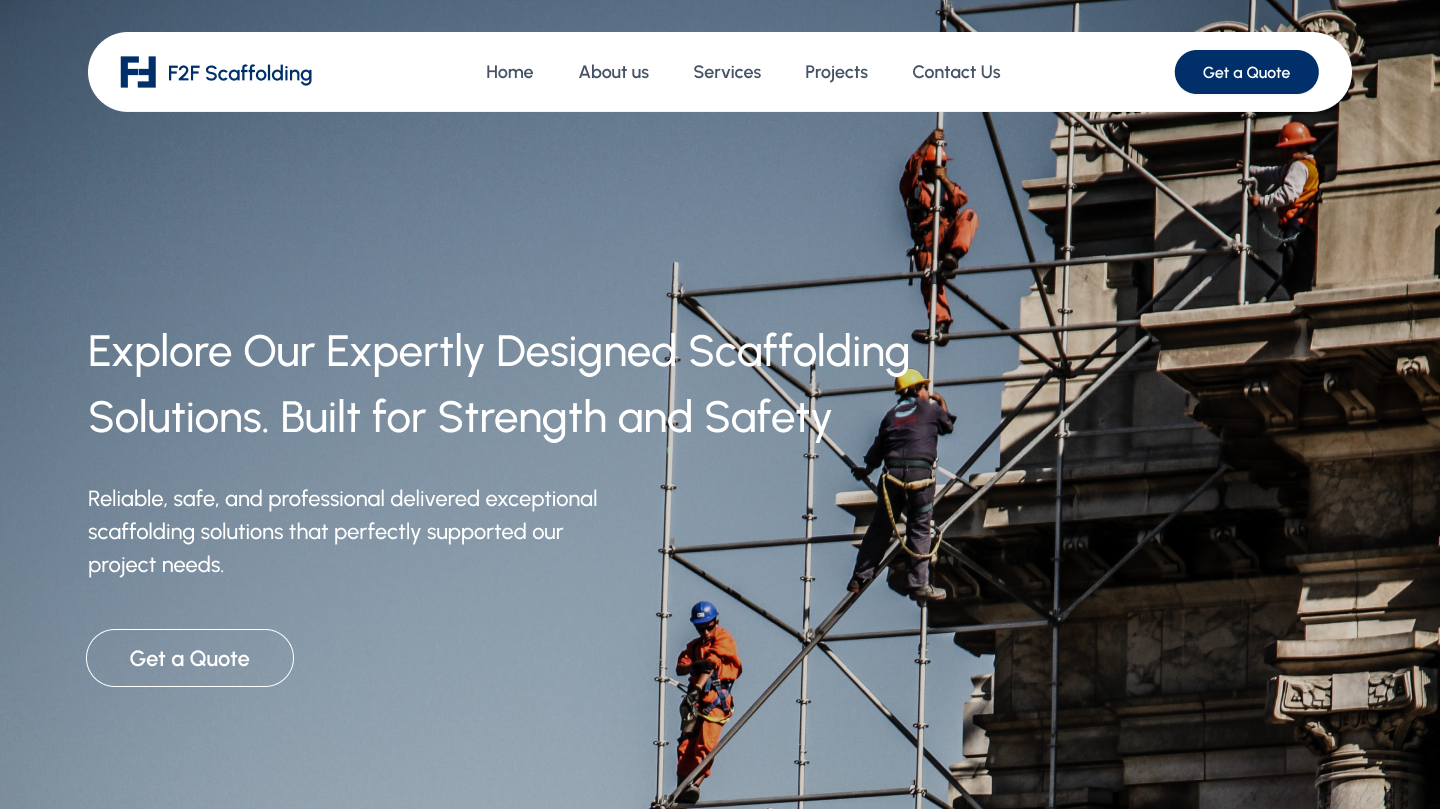 F2F Scaffolding
Home
About us
Services
Projects
Contact Us
Get a Quote
Explore Our Expertly Designed Scaffolding
Solutions. Built for Strength and Safety
Reliable, safe, and professional delivered exceptional
scaffolding solutions that perfectly supported our
project needs.
Get a Quote